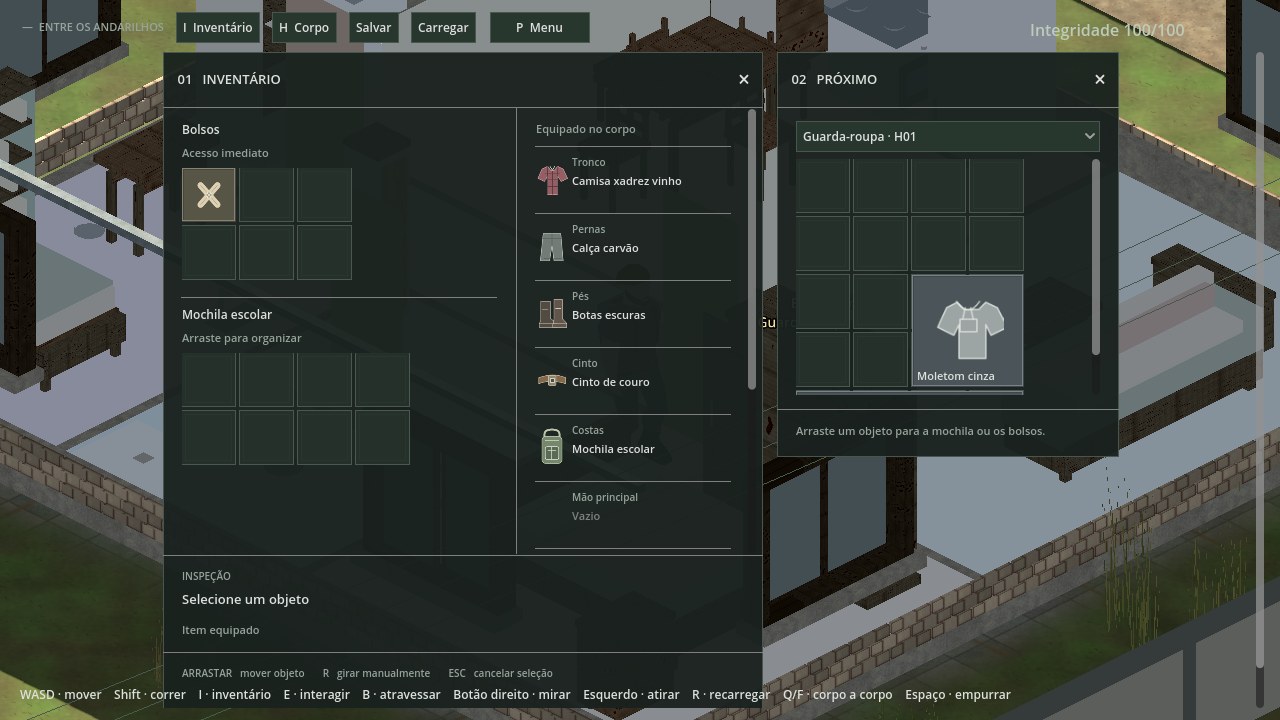 — ENTRE OS ANDARILHOS
I Inventário
H Corpo
Salvar
Carregar
P Menu
Integridade 100/100
01 INVENTÁRIO
×
Bolsos
Acesso imediato
Mochila escolar
Arraste para organizar
Equipado no corpo
Tronco
Camisa xadrez vinho
Pernas
Calça carvão
Pés
Botas escuras
Cinto
Cinto de couro
Costas
Mochila escolar
Mão principal
Vazio
INSPEÇÃO
Selecione um objeto
Item equipado
ARRASTAR mover objeto R girar manualmente ESC cancelar seleção
02 PRÓXIMO
×
Guarda-roupa · H01
Moletom cinza
Arraste um objeto para a mochila ou os bolsos.
WASD · mover Shift · correr I · inventário E · interagir B · atravessar Botão direito · mirar Esquerdo · atirar R · recarregar Q/F · corpo a corpo Espaço · empurrar